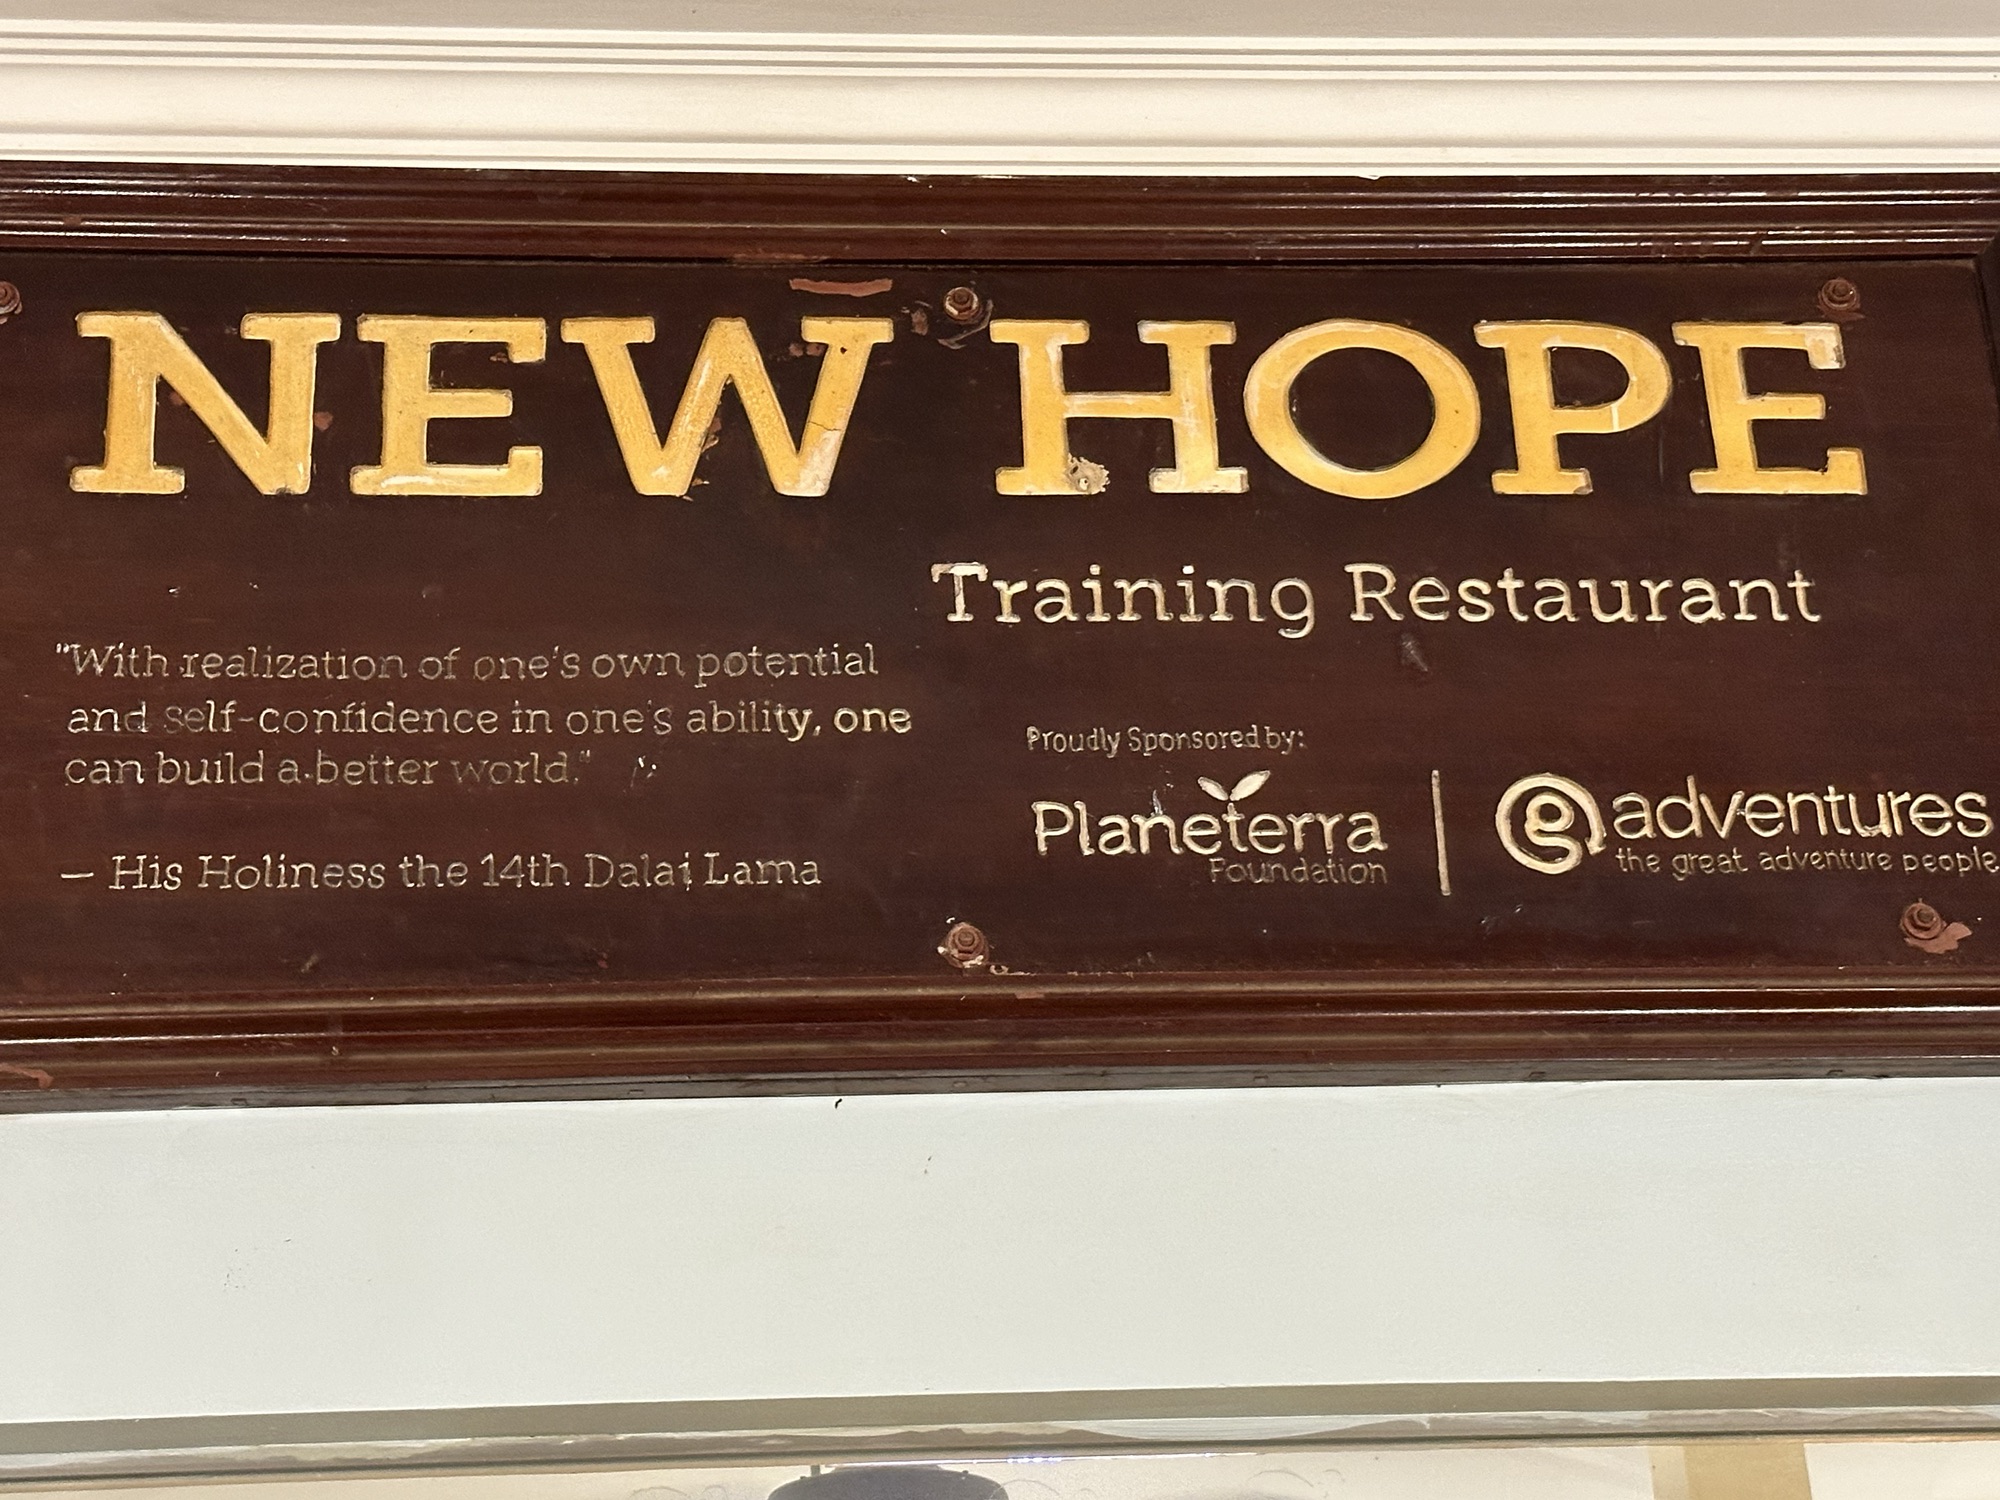 NEW HOPE
Training Restaurant
"With realization of one's own potential
and self-confidence in one's ability, one
can build a better world."
— His Holiness the 14th Dalai Lama
Proudly Sponsored by:
Planeterra
Foundation
g adventures
the great adventure people